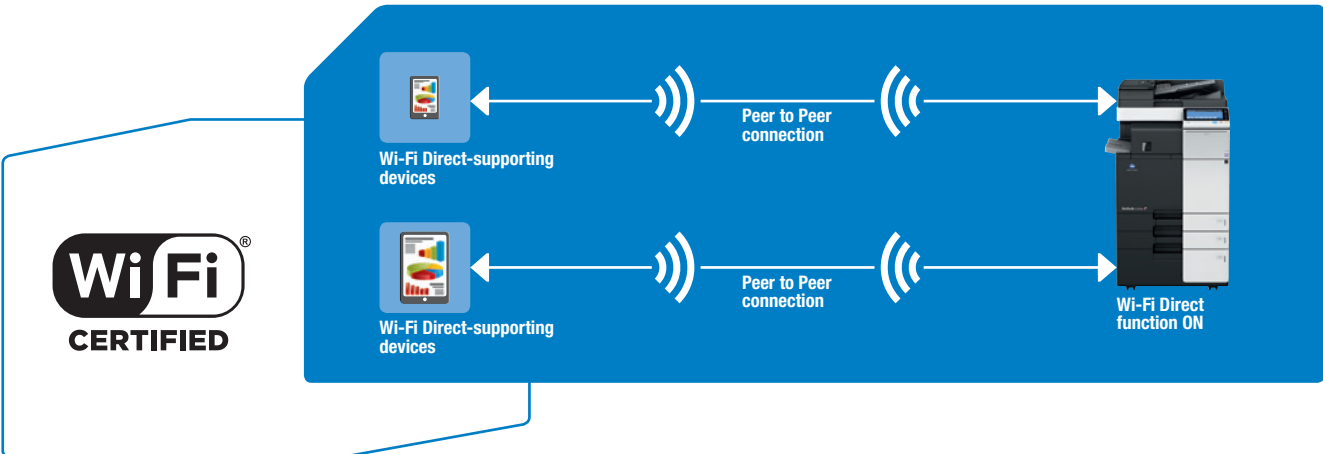 Wi-Fi Direct-supporting
devices
Peer to Peer
connection
Wi Fi®
CERTIFIED
Wi-Fi Direct-supporting
devices
Peer to Peer
connection
Wi-Fi Direct
function ON